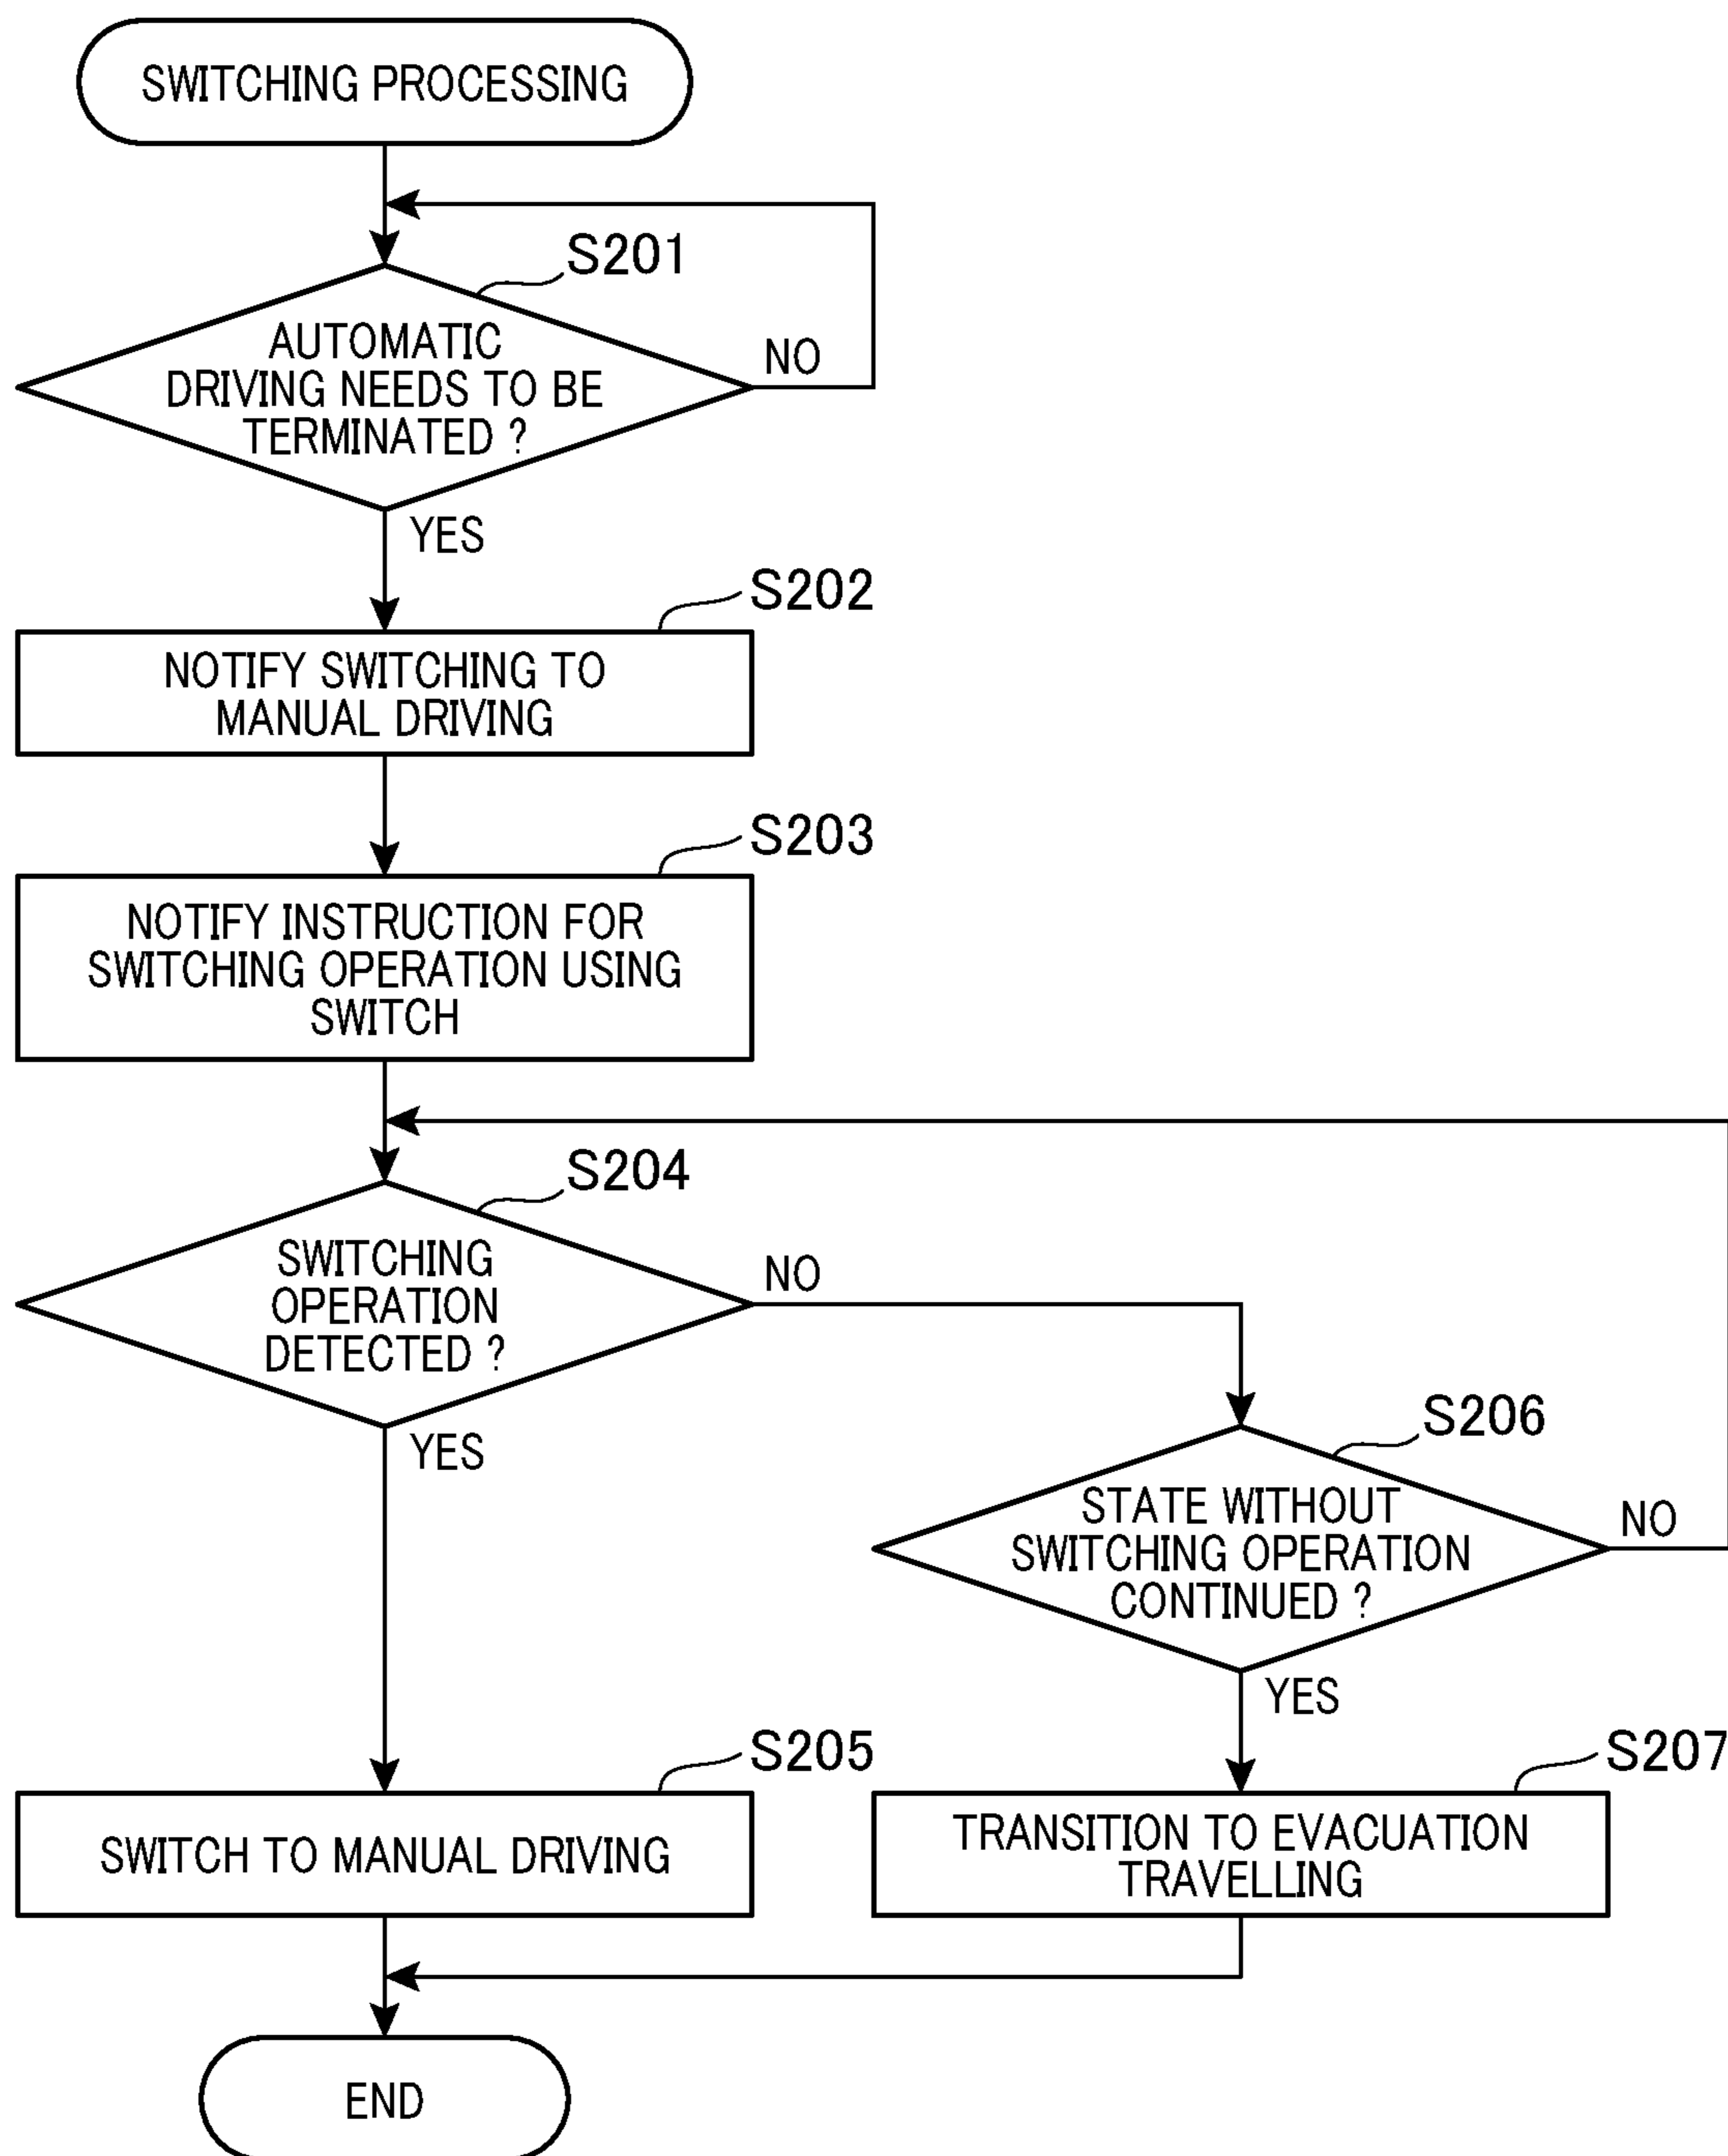 SWITCHING PROCESSING
S201
AUTOMATIC
DRIVING NEEDS TO BE
TERMINATED ?
NO
YES
S202
NOTIFY SWITCHING TO
MANUAL DRIVING
S203
NOTIFY INSTRUCTION FOR
SWITCHING OPERATION USING
SWITCH
S204
SWITCHING
OPERATION
DETECTED ?
NO
YES
S206
STATE WITHOUT
SWITCHING OPERATION
CONTINUED ?
NO
YES
S205
SWITCH TO MANUAL DRIVING
S207
TRANSITION TO EVACUATION
TRAVELLING
END